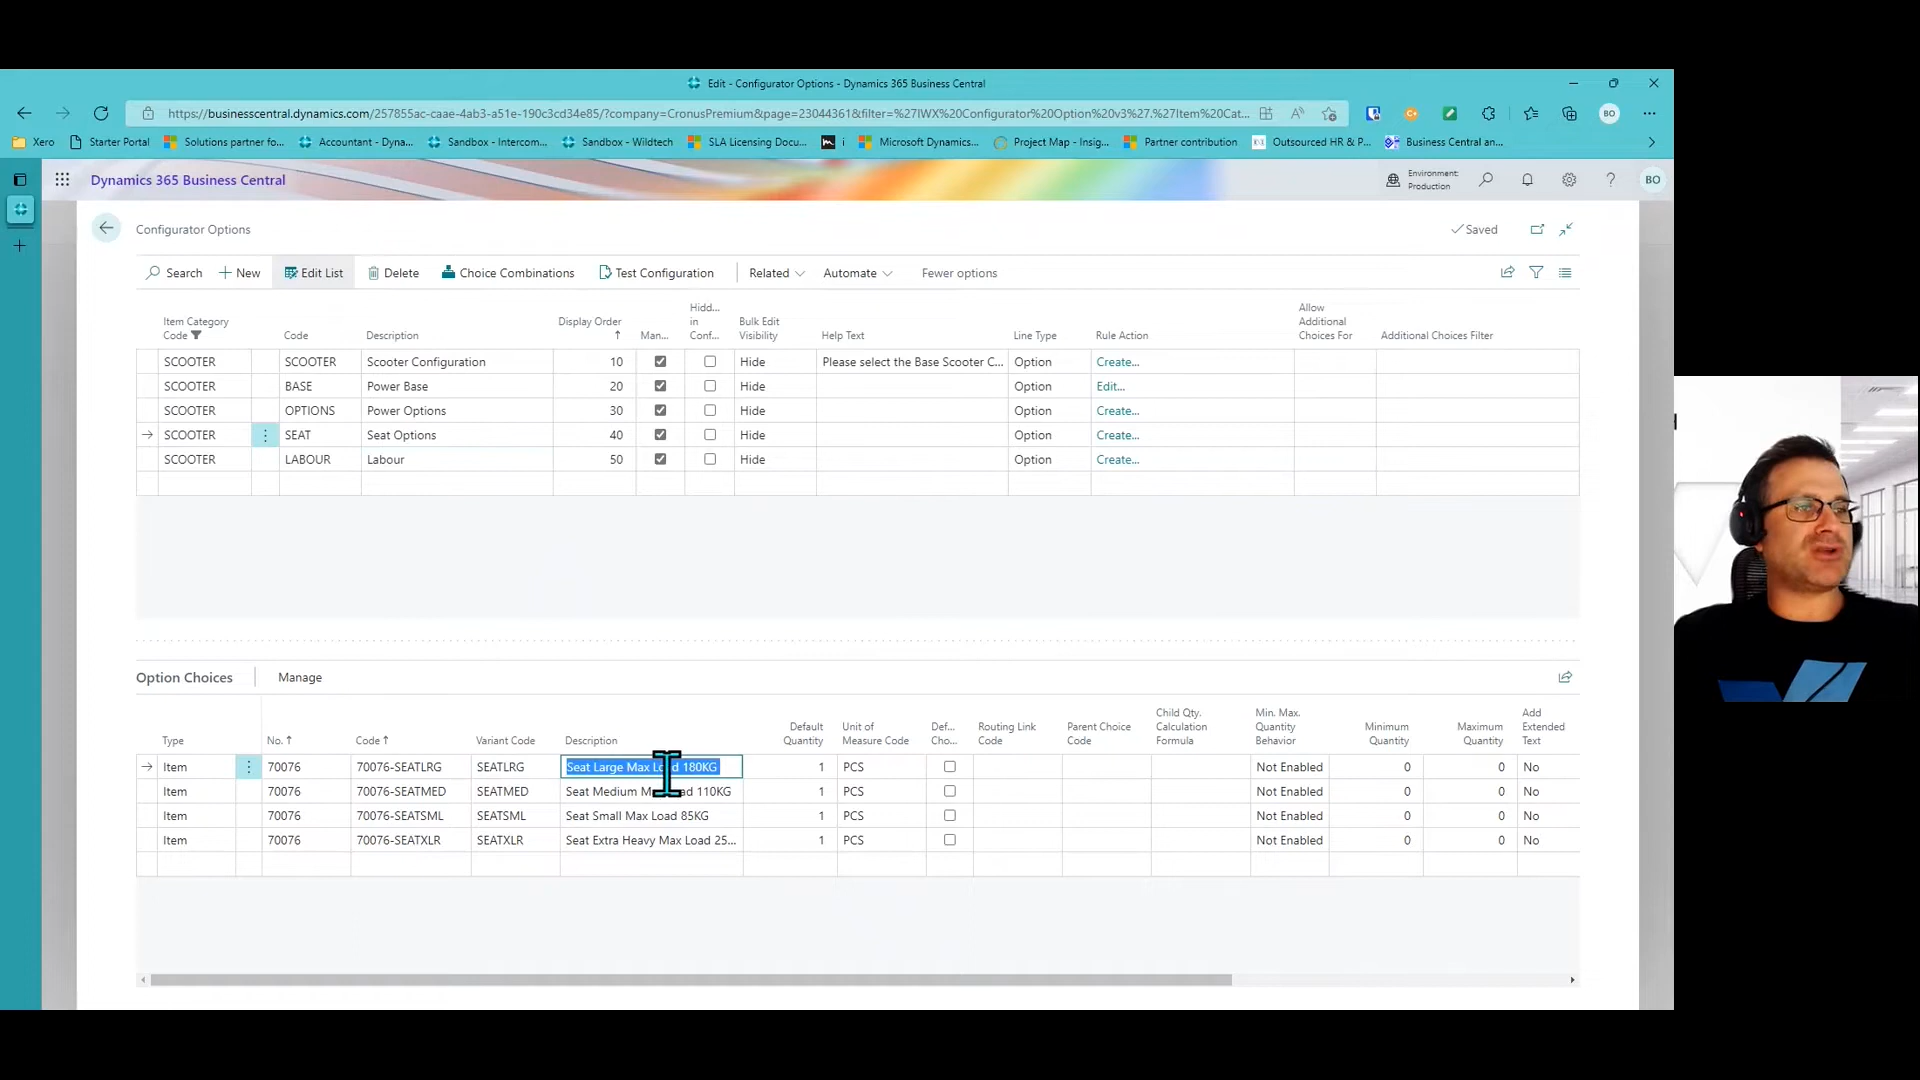 Edit - Configurator Options - Dynamics 365 Business Central
https://businesscentral.dynamics.com/257855ac-caae-4ab3-a51e-190c3cd34e85/?company=CronusPremium&page=23044361&filter=%27IWX%20Configurator%20Option%20v3%27.%27Item%20Cat...
BO
Xero Starter Portal Solutions partner fo... Accountant - Dyna... Sandbox - Intercom... Sandbox - Wildtech SLA Licensing Docu... i Microsoft Dynamics... Project Map - Insig... Partner contribution Outsourced HR & P... Business Central an...
Dynamics 365 Business Central
Environment:
Production
BO
Configurator Options
Saved
Search New Edit List Delete Choice Combinations Test Configuration Related Automate Fewer options
Item Category Code Code Description Display Order Man... Hidd... in Conf... Bulk Edit Visibility Help Text Line Type Rule Action Allow Additional Choices For Additional Choices Filter
SCOOTER SCOOTER Scooter Configuration 10 Hide Please select the Base Scooter C... Option Create...
SCOOTER BASE Power Base 20 Hide Option Edit...
SCOOTER OPTIONS Power Options 30 Hide Option Create...
SCOOTER SEAT Seat Options 40 Hide Option Create...
SCOOTER LABOUR Labour 50 Hide Option Create...
Option Choices Manage
Type No. Code Variant Code Description Default Quantity Unit of Measure Code Def... Cho... Routing Link Code Parent Choice Code Child Qty. Calculation Formula Min. Max. Quantity Behavior Minimum Quantity Maximum Quantity Add Extended Text
Item 70076 70076-SEATLRG SEATLRG Seat Large Max Load 180KG 1 PCS Not Enabled 0 0 No
Item 70076 70076-SEATMED SEATMED Seat Medium Max Load 110KG 1 PCS Not Enabled 0 0 No
Item 70076 70076-SEATSML SEATSML Seat Small Max Load 85KG 1 PCS Not Enabled 0 0 No
Item 70076 70076-SEATXLR SEATXLR Seat Extra Heavy Max Load 25... 1 PCS Not Enabled 0 0 No